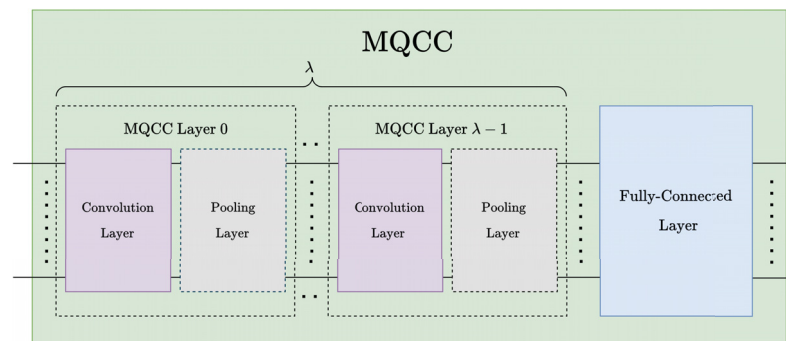 MQCC
λ
MQCC Layer 0
MQCC Layer λ − 1
Convolution
Layer
Pooling
Layer
Convolution
Layer
Pooling
Layer
Fully-Connected
Layer